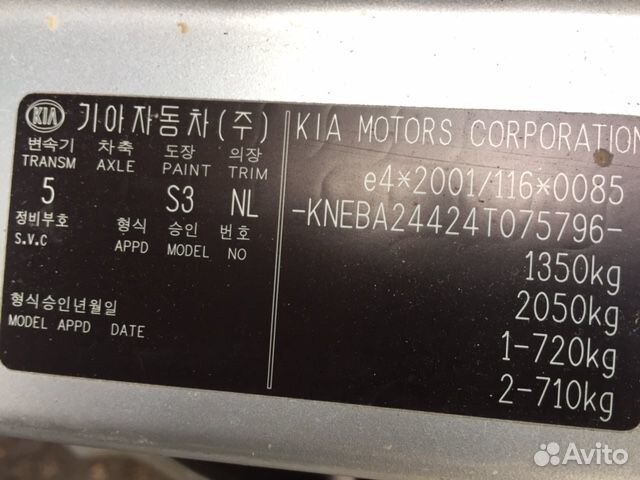 KIA 기아자동차(주)
변속기 차축 도장 의장
TRANSM AXLE PAINT TRIM
5 S3 NL
정비부호 형식 승인 번호
S.V.C APPD MODEL NO
형식승인년월일
MODEL APPD DATE
KIA MOTORS CORPORATION
e4*2001/116*0085
-KNEBA24424T075796-
1350kg
2050kg
1-720kg
2-710kg
Avito